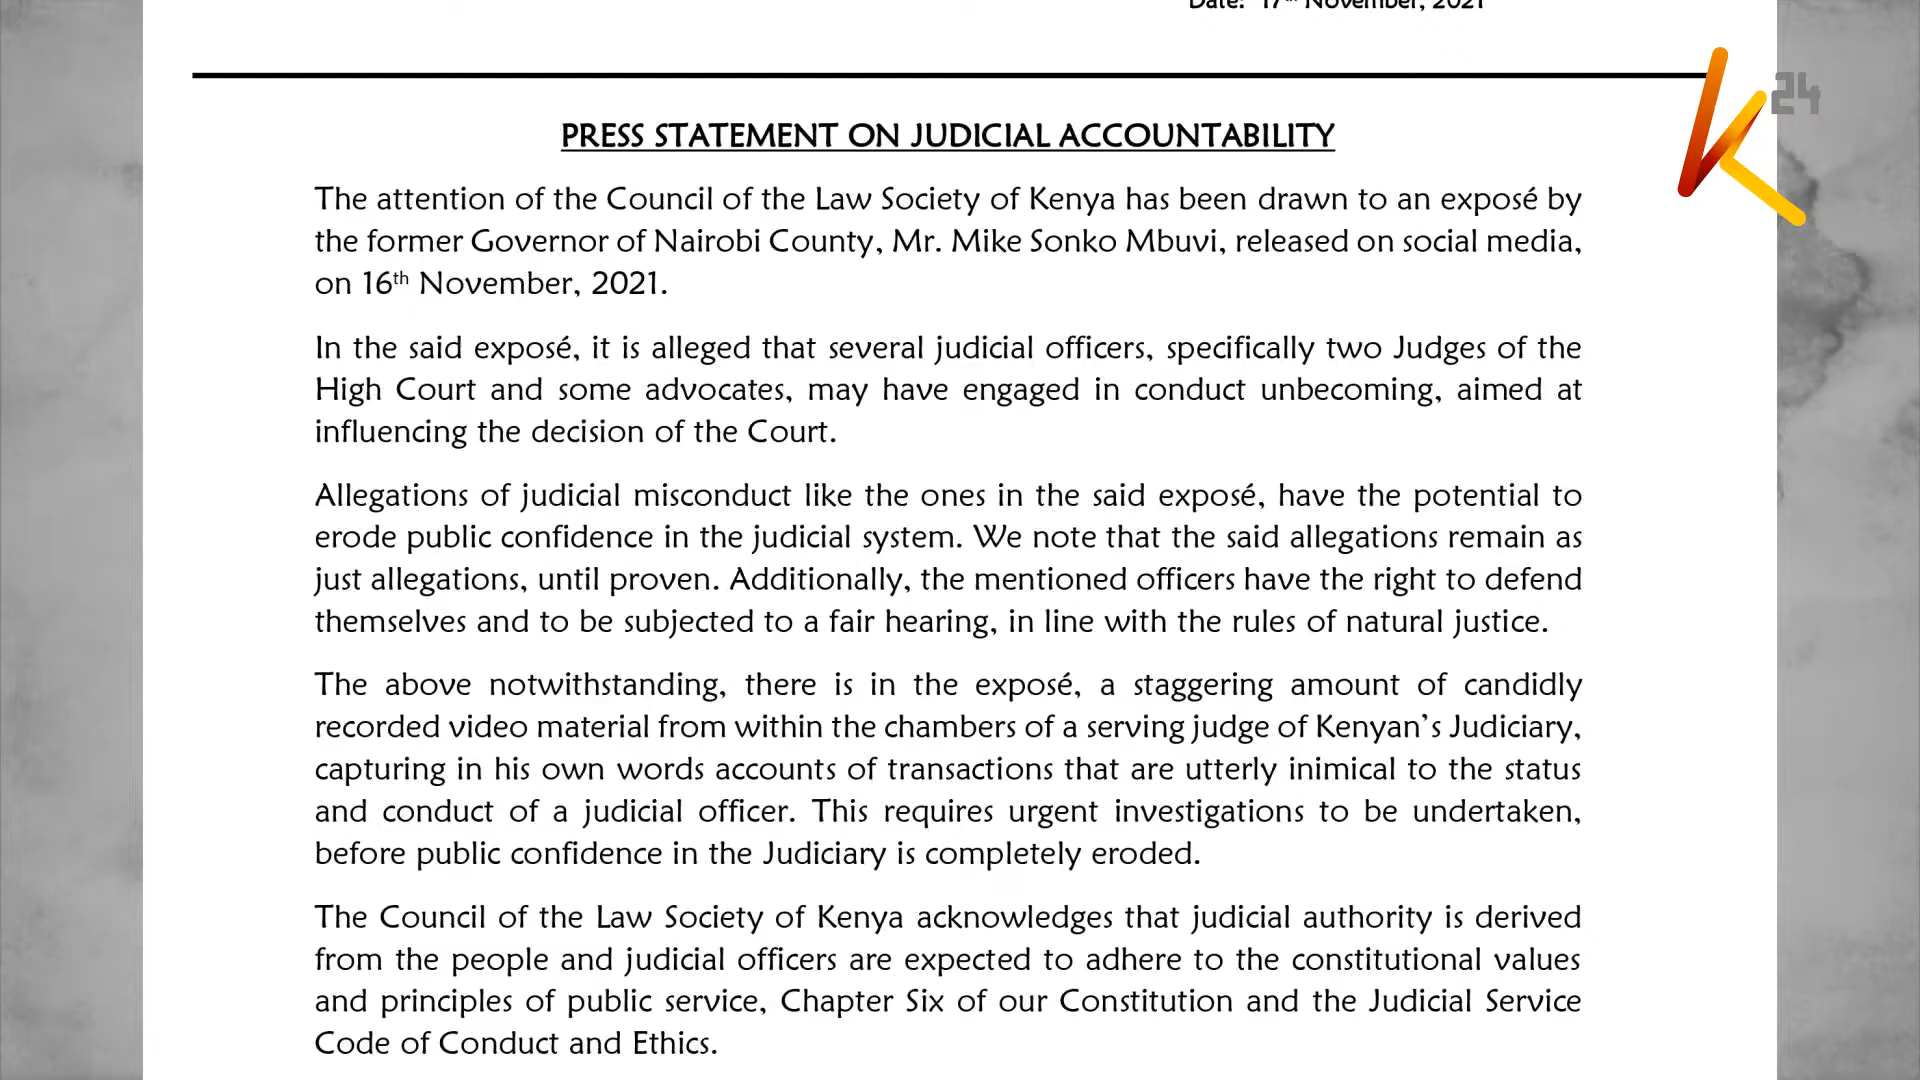 Date: 17th November, 2021
24
PRESS STATEMENT ON JUDICIAL ACCOUNTABILITY
The attention of the Council of the Law Society of Kenya has been drawn to an exposé by
the former Governor of Nairobi County, Mr. Mike Sonko Mbuvi, released on social media,
on 16th November, 2021.
In the said exposé, it is alleged that several judicial officers, specifically two Judges of the
High Court and some advocates, may have engaged in conduct unbecoming, aimed at
influencing the decision of the Court.
Allegations of judicial misconduct like the ones in the said exposé, have the potential to
erode public confidence in the judicial system. We note that the said allegations remain as
just allegations, until proven. Additionally, the mentioned officers have the right to defend
themselves and to be subjected to a fair hearing, in line with the rules of natural justice.
The above notwithstanding, there is in the exposé, a staggering amount of candidly
recorded video material from within the chambers of a serving judge of Kenyan’s Judiciary,
capturing in his own words accounts of transactions that are utterly inimical to the status
and conduct of a judicial officer. This requires urgent investigations to be undertaken,
before public confidence in the Judiciary is completely eroded.
The Council of the Law Society of Kenya acknowledges that judicial authority is derived
from the people and judicial officers are expected to adhere to the constitutional values
and principles of public service, Chapter Six of our Constitution and the Judicial Service
Code of Conduct and Ethics.